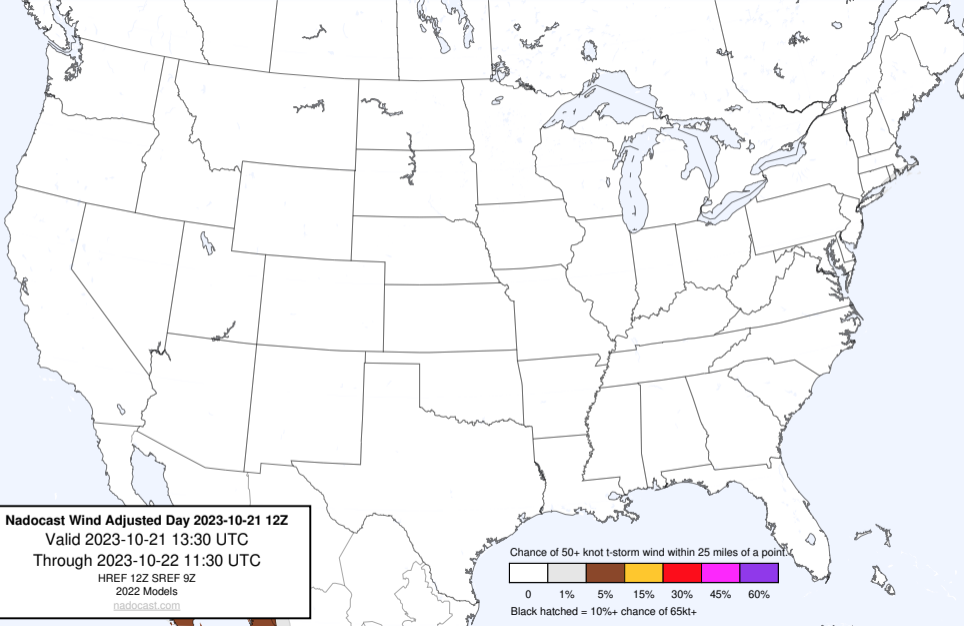 Nadocast Wind Adjusted Day 2023-10-21 12Z
Valid 2023-10-21 13:30 UTC
Through 2023-10-22 11:30 UTC
HREF 12Z SREF 9Z
2022 Models
nadocast.com
Chance of 50+ knot t-storm wind within 25 miles of a point.
0 1% 5% 15% 30% 45% 60%
Black hatched = 10%+ chance of 65kt+